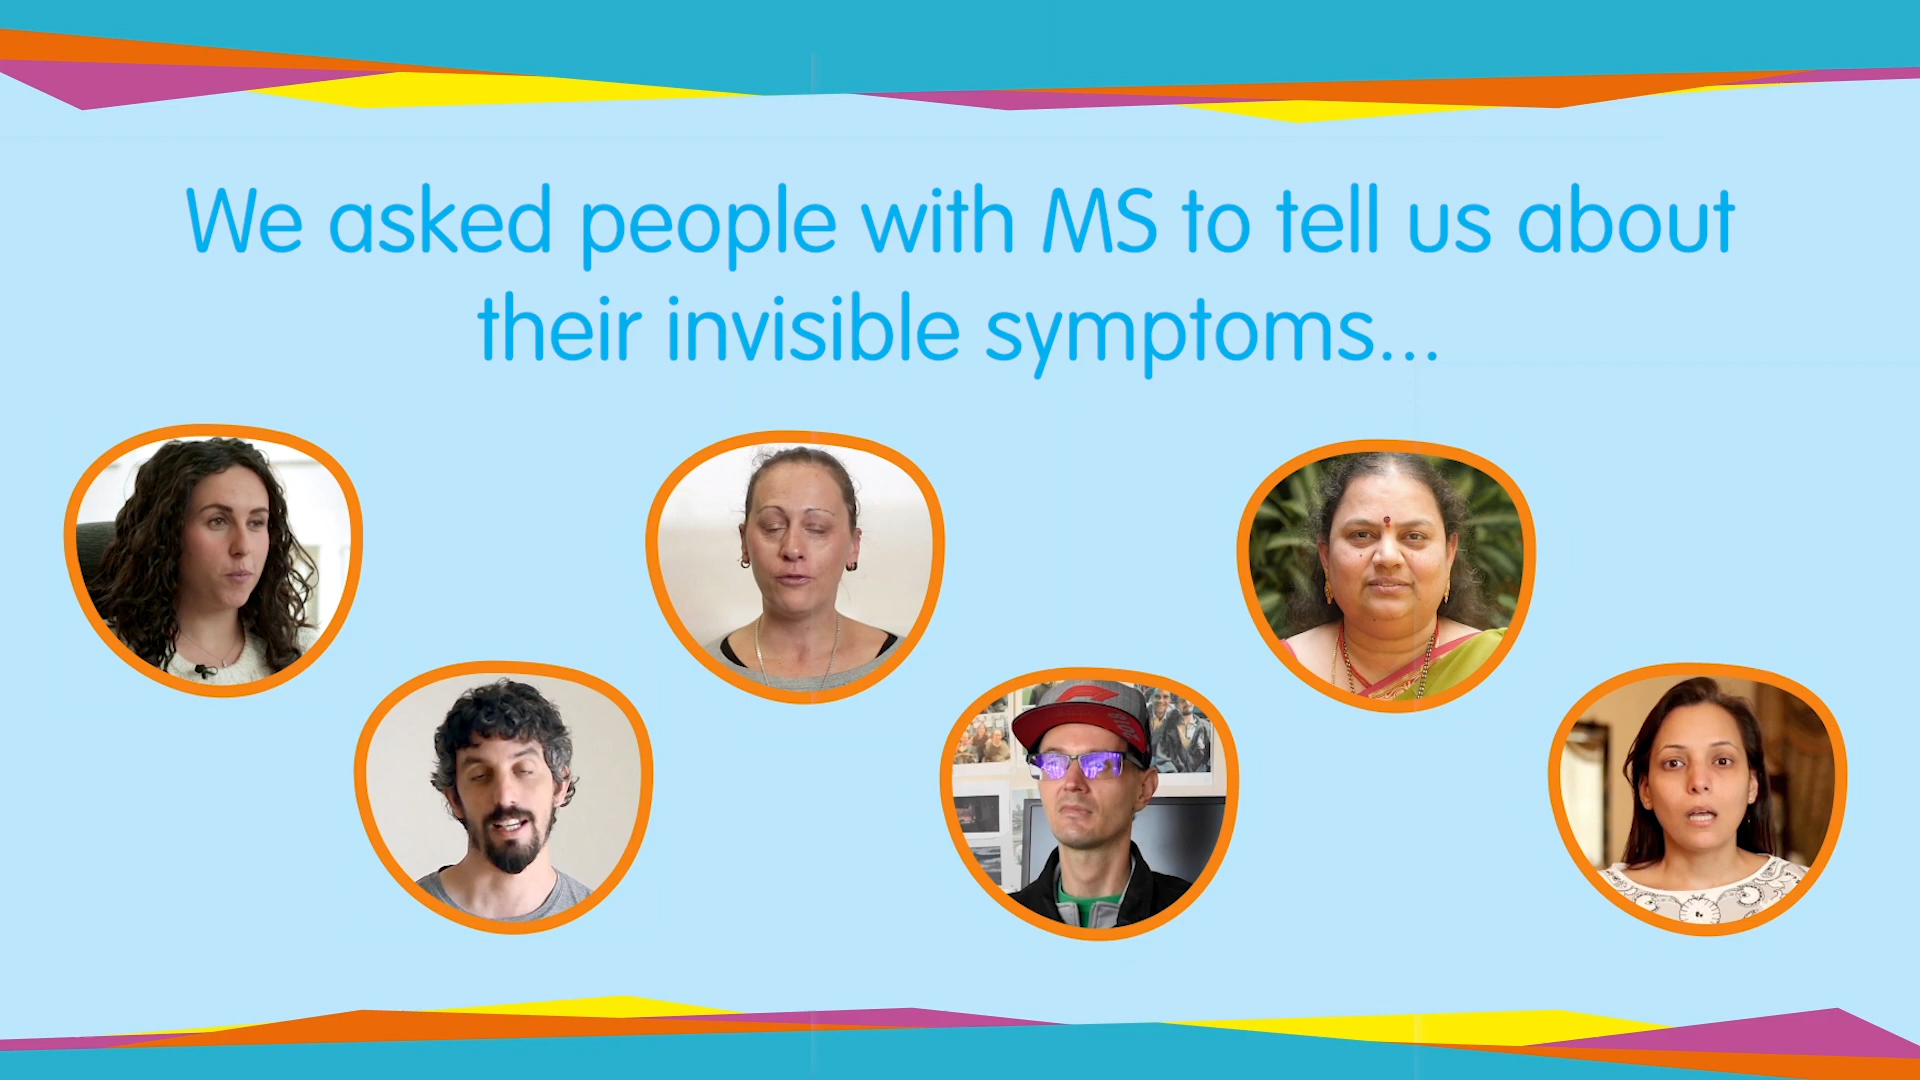 We asked people with MS to tell us about
their invisible symptoms...